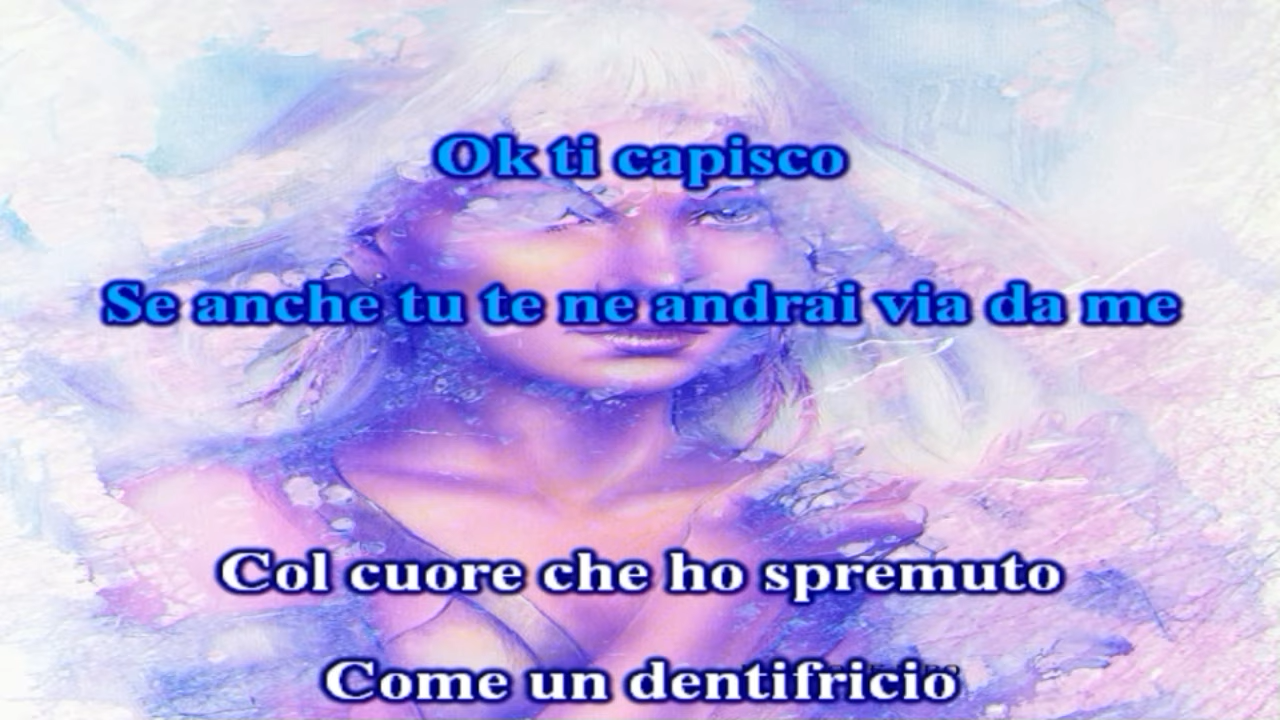 Ok ti capisco
Se anche tu te ne andrai via da me
Col cuore che ho spremuto
Come un dentifricio